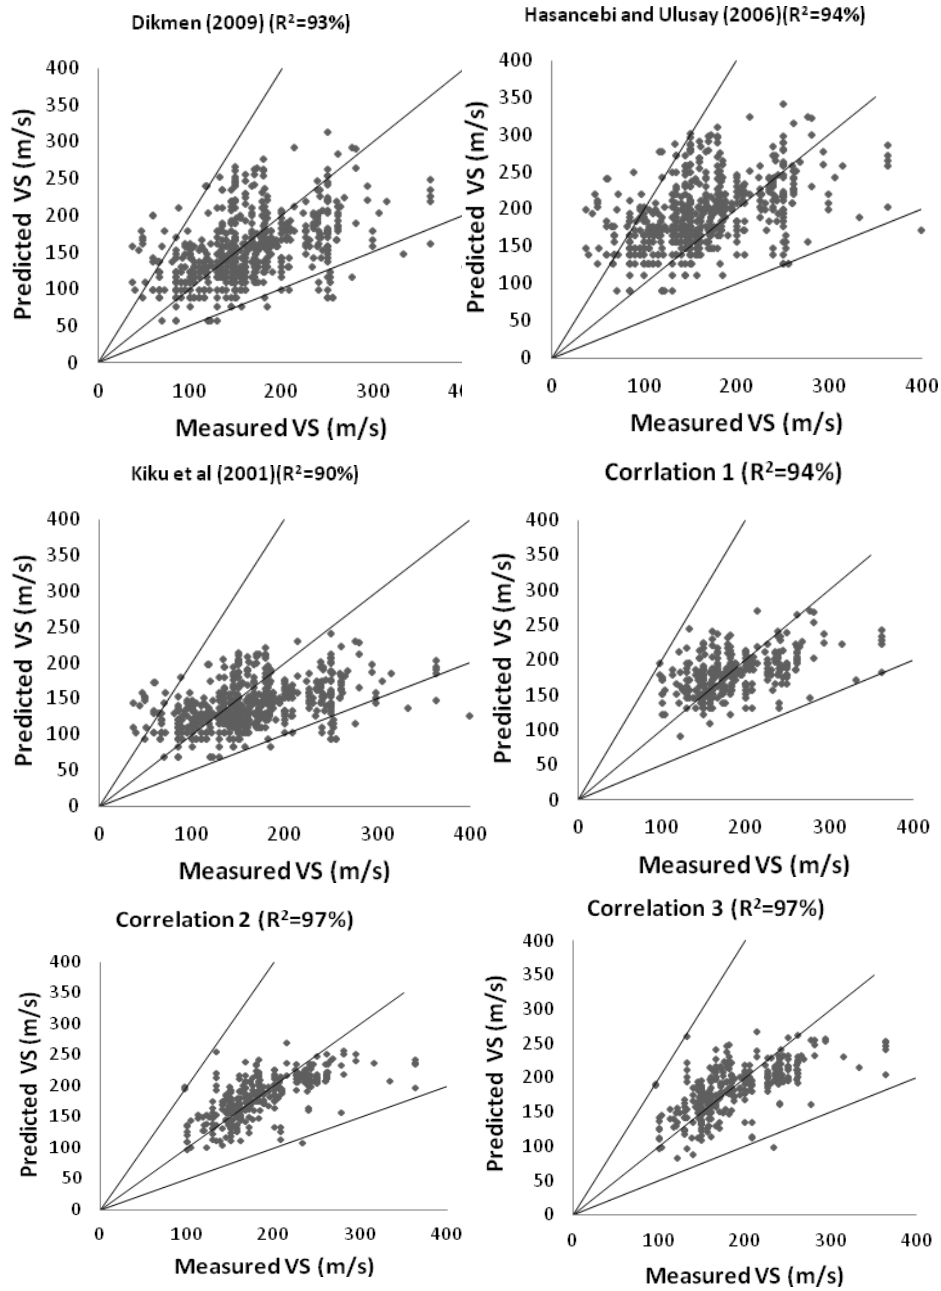 Dikmen (2009) (R²=93%)
400
350
300
250
200
150
100
50
0
Predicted VS (m/s)
0 100 200 300 40
Measured VS (m/s)
Hasancebi and Ulusay (2006)(R²=94%)
400
350
300
250
200
150
100
50
0
Predicted VS (m/s)
0 100 200 300 400
Measured VS (m/s)
Kiku et al (2001)(R²=90%)
400
350
300
250
200
150
100
50
0
Predicted VS (m/s)
0 100 200 300 400
Measured VS (m/s)
Corrlation 1 (R²=94%)
400
350
300
250
200
150
100
50
0
Predicted VS (m/s)
0 100 200 300 400
Measured VS (m/s)
Correlation 2 (R²=97%)
400
350
300
250
200
150
100
50
0
Predicted VS (m/s)
0 100 200 300 400
Measured VS (m/s)
Correlation 3 (R²=97%)
400
350
300
250
200
150
100
50
0
Predicted VS (m/s)
0 100 200 300 400
Measured VS (m/s)